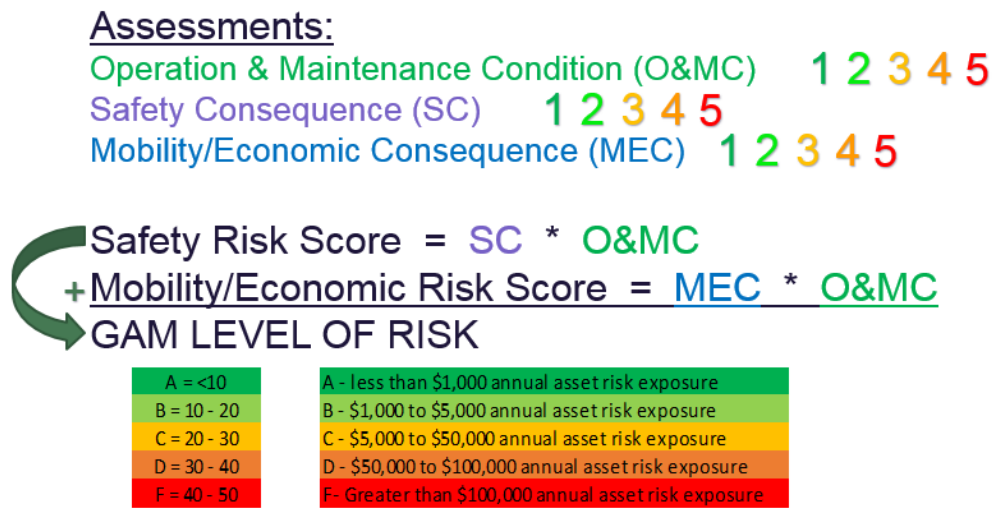 Assessments:
Operation & Maintenance Condition (O&MC) 1 2 3 4 5
Safety Consequence (SC) 1 2 3 4 5
Mobility/Economic Consequence (MEC) 1 2 3 4 5
Safety Risk Score = SC * O&MC
+Mobility/Economic Risk Score = MEC * O&MC
GAM LEVEL OF RISK
A = <10 A - less than $1,000 annual asset risk exposure
B = 10 - 20 B - $1,000 to $5,000 annual asset risk exposure
C = 20 - 30 C - $5,000 to $50,000 annual asset risk exposure
D = 30 - 40 D - $50,000 to $100,000 annual asset risk exposure
F = 40 - 50 F- Greater than $100,000 annual asset risk exposure